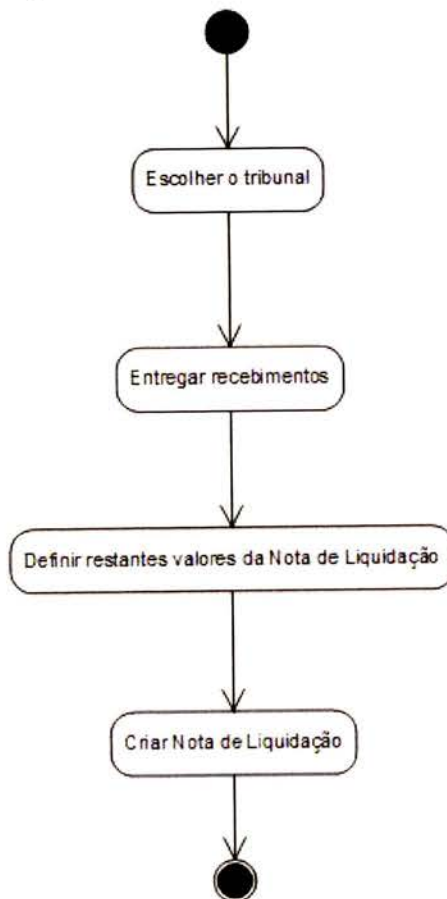 Escolher o tribunal
Entregar recebimentos
Definir restantes valores da Nota de Liquidação
Criar Nota de Liquidação